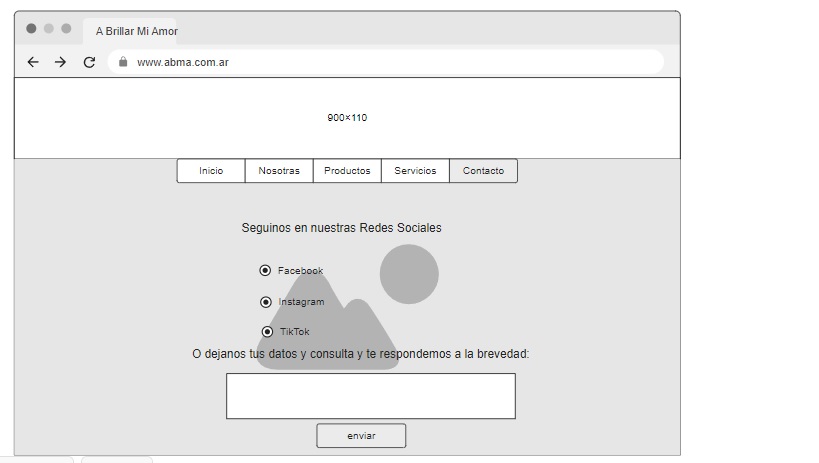 A Brillar Mi Amor
www.abma.com.ar
900×110
Inicio Nosotras Productos Servicios Contacto
Seguinos en nuestras Redes Sociales
Facebook
Instagram
TikTok
O dejanos tus datos y consulta y te respondemos a la brevedad:
enviar